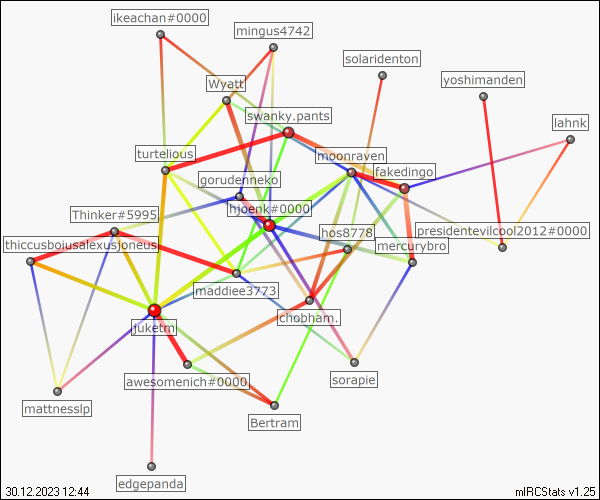 ikeachan#0000
mingus4742
solaridenton
Wyatt
yoshimanden
swanky.pants
lahnk
turtelious
moonraven
fakedingo
gorudenneko
Thinker#5995
hjoenk#0000
hos8778
presidentevilcool2012#0000
thiccusboiusalexusjoneus
mercurybro
maddiee3773
chobham.
juketm
awesomenich#0000
sorapie
mattnesslp
Bertram
edgepanda
30.12.2023 12:44
mIRCStats v1.25